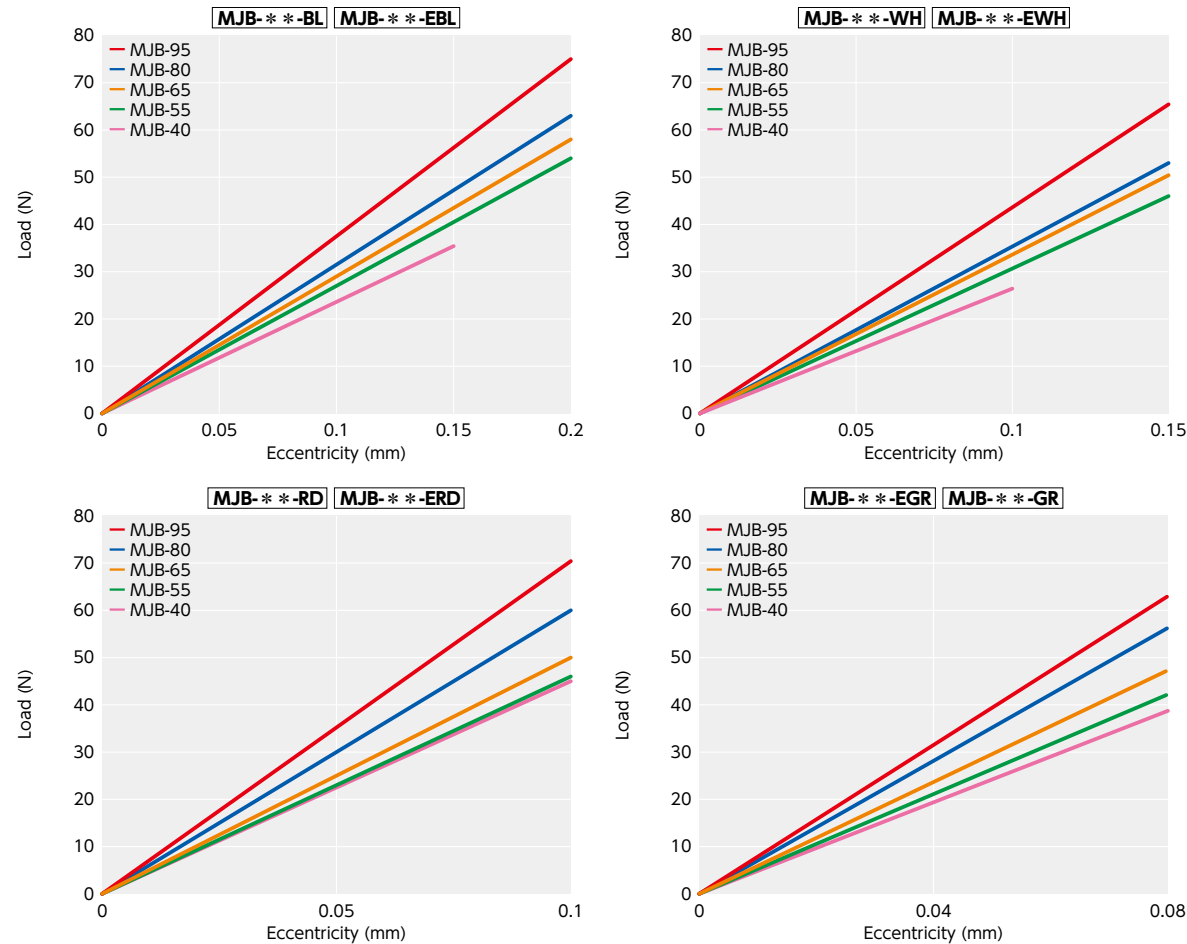 MJB-＊＊-BL MJB-＊＊-EBL
80
70
60
50
40
30
20
10
0
Load (N)
MJB-95
MJB-80
MJB-65
MJB-55
MJB-40
0 0.05 0.1 0.15 0.2
Eccentricity (mm)
MJB-＊＊-WH MJB-＊＊-EWH
80
70
60
50
40
30
20
10
0
Load (N)
MJB-95
MJB-80
MJB-65
MJB-55
MJB-40
0 0.05 0.1 0.15
Eccentricity (mm)
MJB-＊＊-RD MJB-＊＊-ERD
80
70
60
50
40
30
20
10
0
Load (N)
MJB-95
MJB-80
MJB-65
MJB-55
MJB-40
0 0.05 0.1
Eccentricity (mm)
MJB-＊＊-EGR MJB-＊＊-GR
80
70
60
50
40
30
20
10
0
Load (N)
MJB-95
MJB-80
MJB-65
MJB-55
MJB-40
0 0.04 0.08
Eccentricity (mm)